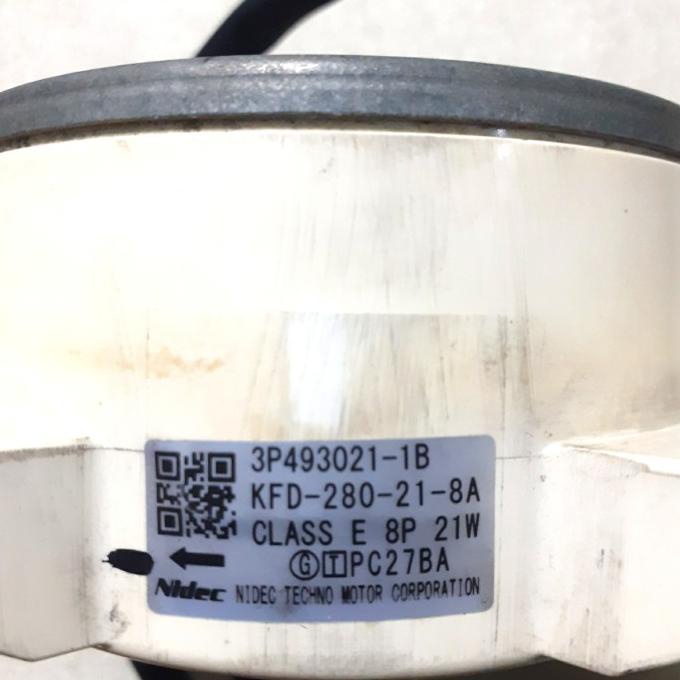 3P493021-1B
KFD-280-21-8A
CLASS E 8P 21W
Ⓖ🅃PC27BA
Nidec NIDEC TECHNO MOTOR CORPORATION